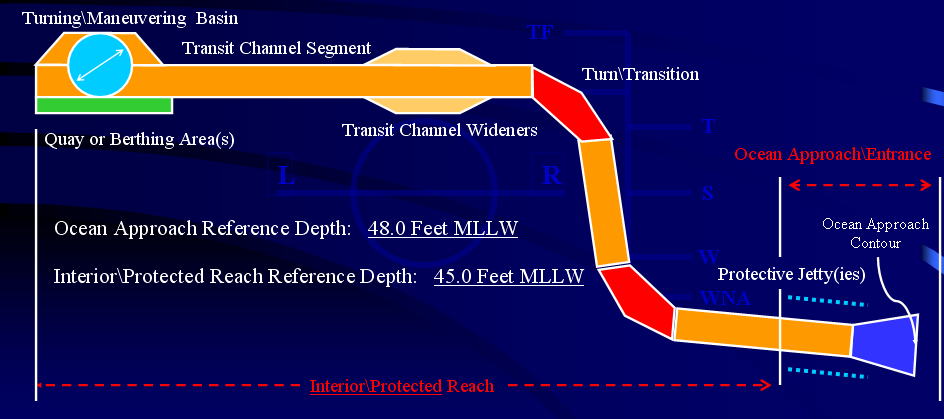 Turning\Maneuvering Basin
Transit Channel Segment
TF
Turn\Transition
Transit Channel Wideners
T
Quay or Berthing Area(s)
Ocean Approach\Entrance
L
R
S
Ocean Approach Reference Depth: 48.0 Feet MLLW
Ocean Approach
Contour
W
Interior\Protected Reach Reference Depth: 45.0 Feet MLLW
Protective Jetty(ies)
WNA
Interior\Protected Reach